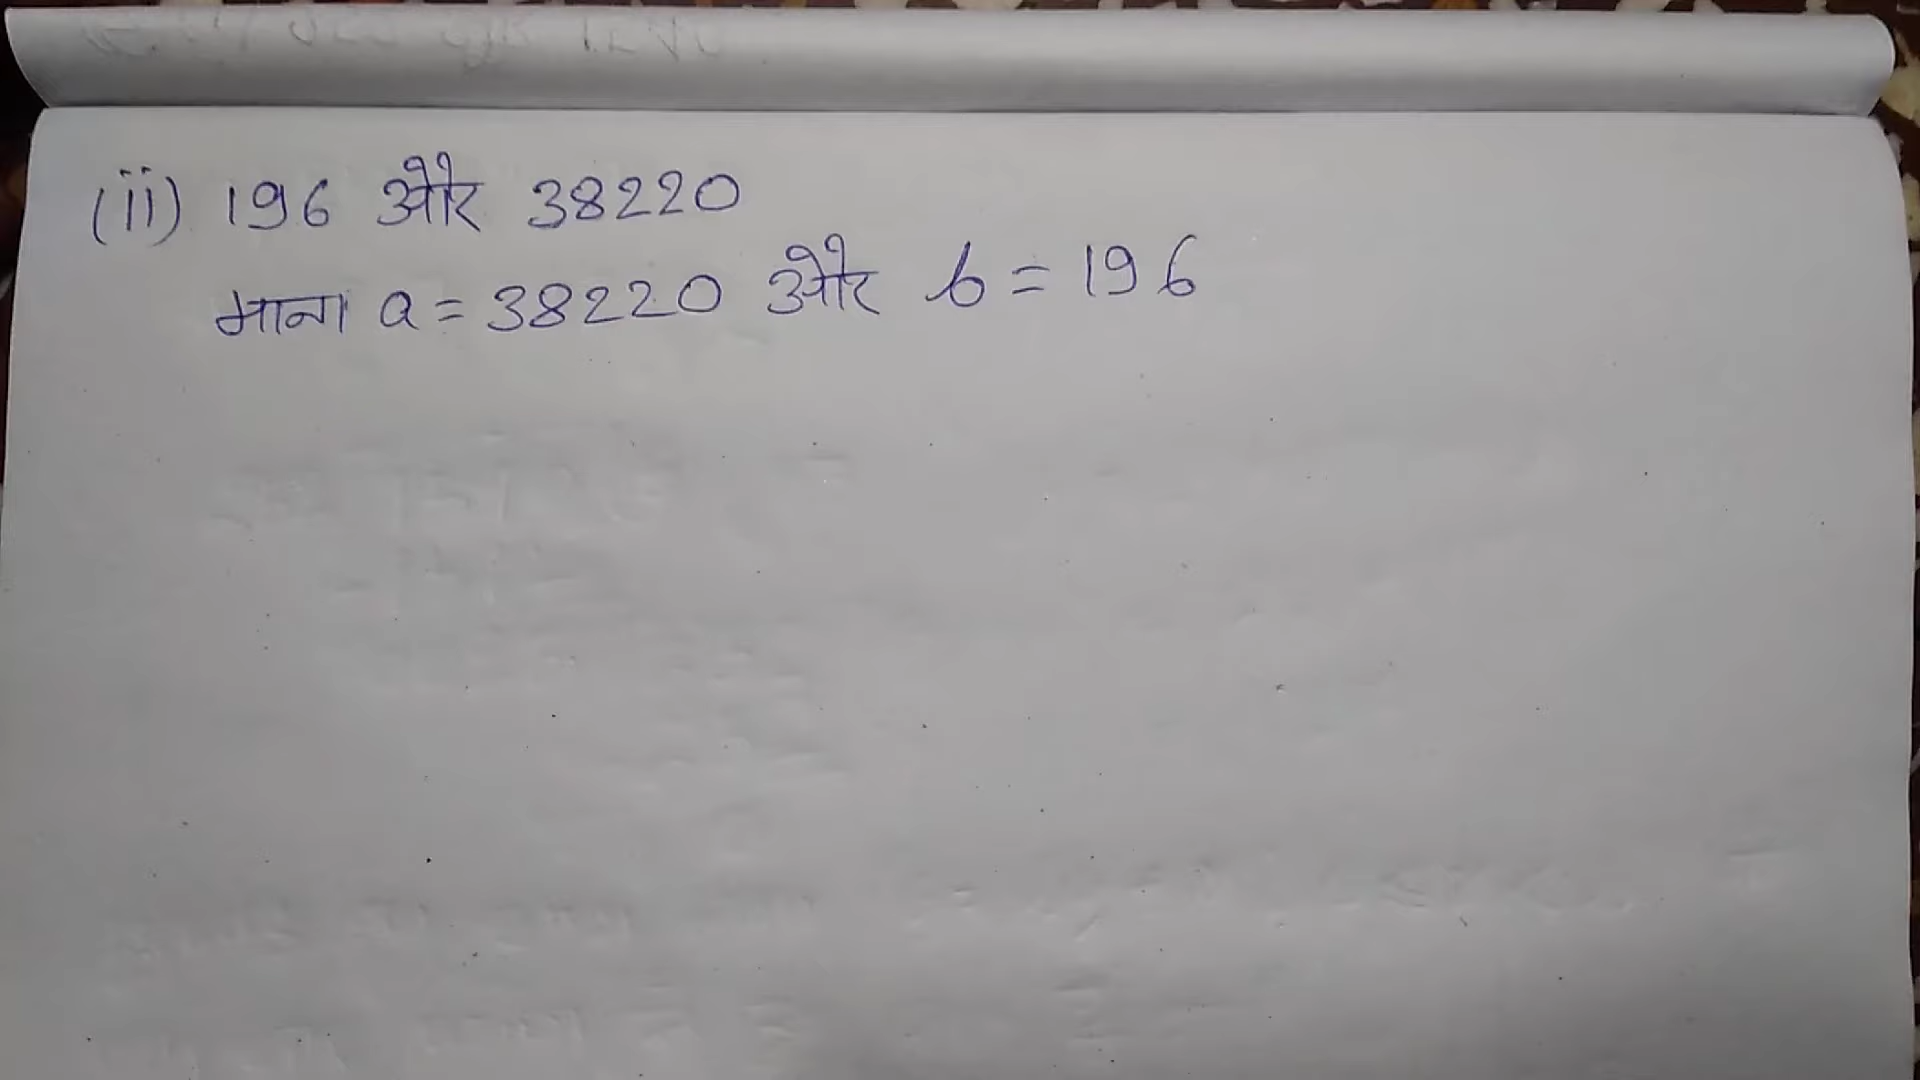 (ii) 196 और 38220
माना a = 38220 और b = 196